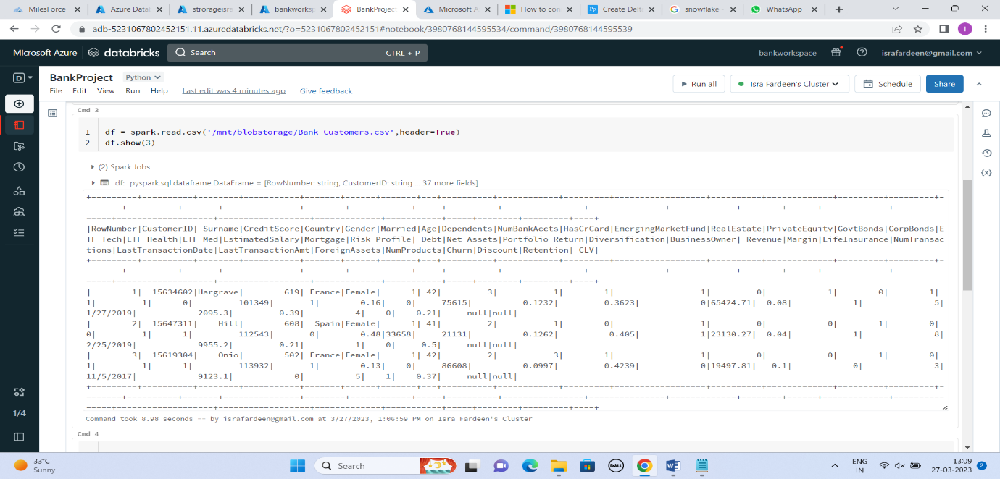 MilesForce
Azure Data
strorageisra
bankworksp
BankProject
Microsoft A
How to con
Create Delt
snowflake
WhatsApp
adb-5231067802452151.11.azuredatabricks.net/?o=5231067802452151#notebook/3980768144595534/command/3980768144595539
Microsoft Azure databricks Search CTRL + P bankworkspace israfardeen@gmail.com
D BankProject Python
File Edit View Run Help Last edit was 4 minutes ago Give feedback
Run all Isra Fardeen's Cluster Schedule Share
Cmd 3
1 df = spark.read.csv('/mnt/blobstorage/Bank_Customers.csv',header=True)
2 df.show(3)
(2) Spark Jobs
df: pyspark.sql.dataframe.DataFrame = [RowNumber: string, CustomerID: string ... 37 more fields]
|RowNumber|CustomerID| Surname|CreditScore|Country|Gender|Married|Age|Dependents|NumBankAccts|HasCrCard|EmergingMarketFund|RealEstate|PrivateEquity|GovtBonds|CorpBonds|E
TF Tech|ETF Health|ETF Med|EstimatedSalary|Mortgage|Risk Profile| Debt|Net Assets|Portfolio Return|Diversification|BusinessOwner| Revenue|Margin|LifeInsurance|NumTransac
tions|LastTransactionDate|LastTransactionAmt|ForeignAssets|NumProducts|Churn|Discount|Retention| CLV|
| 1| 15634602|Hargrave| 619| France|Female| 1| 42| 3| 1| 1| 1| 0| 1| 0| 1|
1| 1| 0| 101349| 1| 0.16| 0| 75615| 0.1232| 0.3623| 0|65424.71| 0.08| 1| 5|
1/27/2019| 2095.3| 0.39| 4| 0| 0.21| null|null|
| 2| 15647311| Hill| 608| Spain|Female| 1| 41| 2| 1| 0| 1| 0| 0| 1| 0|
0| 1| 1| 112543| 0| 0.48|33658| 21131| 0.1262| 0.405| 1|23130.27| 0.04| 1| 8|
2/25/2019| 9955.2| 0.21| 1| 0| 0.5| null|null|
| 3| 15619304| Onio| 502| France|Female| 1| 42| 2| 3| 1| 1| 0| 0| 1| 0|
1| 1| 1| 113932| 1| 0.13| 0| 86608| 0.0997| 0.4239| 0|19497.81| 0.1| 0| 3|
11/5/2017| 9123.1| 0| 5| 1| 0.37| null|null|
Command took 8.98 seconds -- by israfardeen@gmail.com at 3/27/2023, 1:06:59 PM on Isra Fardeen's Cluster
Cmd 4
1/4
33°C
Sunny
Search
DELL
ENG
IN
13:09
27-03-2023
2